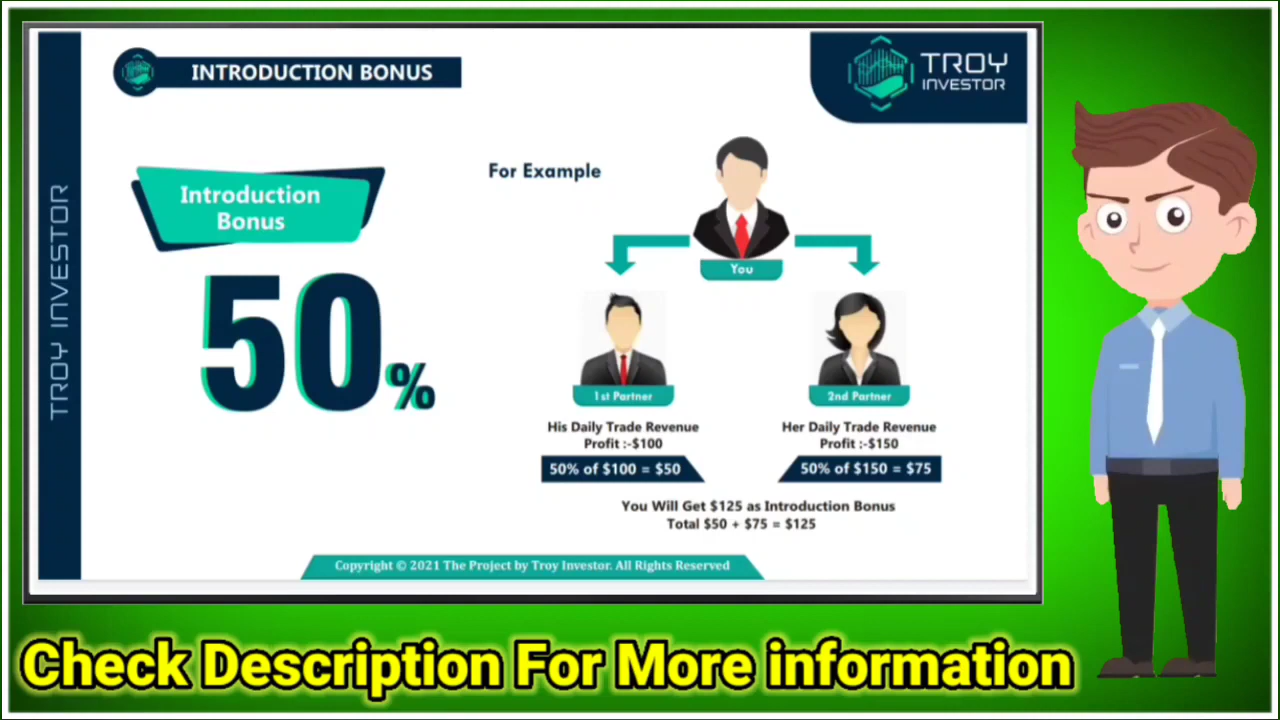 INTRODUCTION BONUS
TROY
INVESTOR
TROY INVESTOR
Introduction
Bonus
50%
For Example
You
1st Partner
His Daily Trade Revenue
Profit :-$100
50% of $100 = $50
2nd Partner
Her Daily Trade Revenue
Profit :-$150
50% of $150 = $75
You Will Get $125 as Introduction Bonus
Total $50 + $75 = $125
Copyright © 2021 The Project by Troy Investor. All Rights Reserved
Check Description For More information